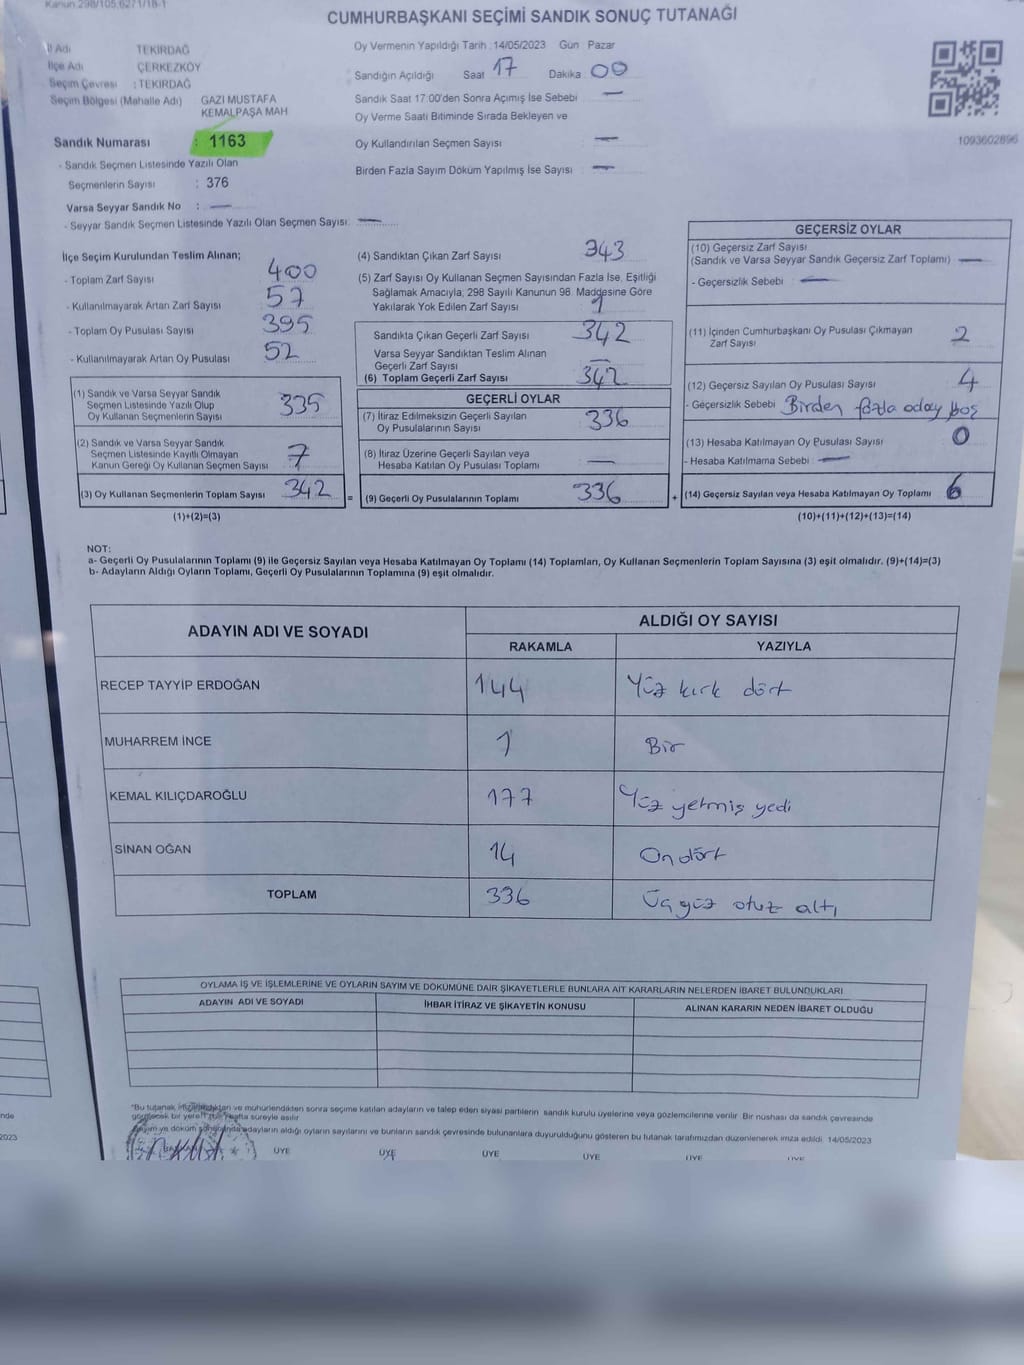 Kanun 298/105,6271/18-1
CUMHURBAŞKANI SEÇİMİ SANDIK SONUÇ TUTANAĞI
İl Adı TEKİRDAĞ
İlçe Adı ÇERKEZKÖY
Seçim Çevresi : TEKİRDAĞ
Seçim Bölgesi (Mahalle Adı) GAZİ MUSTAFA
KEMALPAŞA MAH
Sandık Numarası : 1163
- Sandık Seçmen Listesinde Yazılı Olan
Seçmenlerin Sayısı : 376
Varsa Seyyar Sandık No : —
- Seyyar Sandık Seçmen Listesinde Yazılı Olan Seçmen Sayısı: —
Oy Vermenin Yapıldığı Tarih : 14/05/2023 Gün : Pazar
Sandığın Açıldığı Saat 17 Dakika 00
Sandık Saat 17:00'den Sonra Açımış İse Sebebi —
Oy Verme Saati Bitiminde Sırada Bekleyen ve
Oy Kullandırılan Seçmen Sayısı —
Birden Fazla Sayım Döküm Yapılmış İse Sayısı —
1093602896
İlçe Seçim Kurulundan Teslim Alınan;
- Toplam Zarf Sayısı 400
- Kullanılmayarak Artan Zarf Sayısı 57
- Toplam Oy Pusulası Sayısı 395
- Kullanılmayarak Artan Oy Pusulası 52
(1) Sandık ve Varsa Seyyar Sandık
Seçmen Listesinde Yazılı Olup
Oy Kullanan Seçmenlerin Sayısı 335
(2) Sandık ve Varsa Seyyar Sandık
Seçmen Listesinde Kayıtlı Olmayan
Kanun Gereği Oy Kullanan Seçmen Sayısı 7
(3) Oy Kullanan Seçmenlerin Toplam Sayısı 342
(1)+(2)=(3)
(4) Sandıktan Çıkan Zarf Sayısı 343
(5) Zarf Sayısı Oy Kullanan Seçmen Sayısından Fazla İse, Eşitliği
Sağlamak Amacıyla, 298 Sayılı Kanunun 98. Maddesine Göre
Yakılarak Yok Edilen Zarf Sayısı 1
Sandıkta Çıkan Geçerli Zarf Sayısı 342
Varsa Seyyar Sandıktan Teslim Alınan
Geçerli Zarf Sayısı —
(6) Toplam Geçerli Zarf Sayısı 342
GEÇERLİ OYLAR
(7) İtiraz Edilmeksizin Geçerli Sayılan
Oy Pusulalarının Sayısı 336
(8) İtiraz Üzerine Geçerli Sayılan veya
Hesaba Katılan Oy Pusulası Toplamı —
= (9) Geçerli Oy Pusulalarının Toplamı 336 +
GEÇERSİZ OYLAR
(10) Geçersiz Zarf Sayısı
(Sandık ve Varsa Seyyar Sandık Geçersiz Zarf Toplamı) —
- Geçersizlik Sebebi : —
(11) İçinden Cumhurbaşkanı Oy Pusulası Çıkmayan
Zarf Sayısı 2
(12) Geçersiz Sayılan Oy Pusulası Sayısı 4
- Geçersizlik Sebebi Birden fazla aday boş
(13) Hesaba Katılmayan Oy Pusulası Sayısı 0
- Hesaba Katılmama Sebebi —
(14) Geçersiz Sayılan veya Hesaba Katılmayan Oy Toplamı 6
(10)+(11)+(12)+(13)=(14)
NOT:
a- Geçerli Oy Pusulalarının Toplamı (9) ile Geçersiz Sayılan veya Hesaba Katılmayan Oy Toplamı (14) Toplamları, Oy Kullanan Seçmenlerin Toplam Sayısına (3) eşit olmalıdır. (9)+(14)=(3)
b- Adayların Aldığı Oyların Toplamı, Geçerli Oy Pusulalarının Toplamına (9) eşit olmalıdır.
ADAYIN ADI VE SOYADI ALDIĞI OY SAYISI
RAKAMLA YAZIYLA
RECEP TAYYİP ERDOĞAN 144 Yüz kırk dört
MUHARREM İNCE 1 Bir
KEMAL KILIÇDAROĞLU 177 Yüz yetmiş yedi
SİNAN OĞAN 14 On dört
TOPLAM 336 Üç yüz otuz altı
OYLAMA İŞ VE İŞLEMLERİNE VE OYLARIN SAYIM VE DÖKÜMÜNE DAİR ŞİKAYETLERLE BUNLARA AİT KARARLARIN NELERDEN İBARET BULUNDUKLARI
ADAYIN ADI VE SOYADI İHBAR İTİRAZ VE ŞİKAYETİN KONUSU ALINAN KARARIN NEDEN İBARET OLDUĞU
"Bu tutanak ve mühürlendikten sonra seçime katılan adayların ve talep eden siyasi partilerin sandık kurulu üyelerine veya gözlemcilerine verilir. Bir nüshası da sandık çevresinde
görülecek bir yere hafta süreyle asılır
ve döküm adayların aldığı oyların sayılarını ve bunların sandık çevresinde bulunanlara duyurulduğunu gösteren bu tutanak tarafımızdan düzenlenerek imza edildi 14/05/2023
ÜYE ÜYE ÜYE ÜYE ÜYE ÜYE
2023